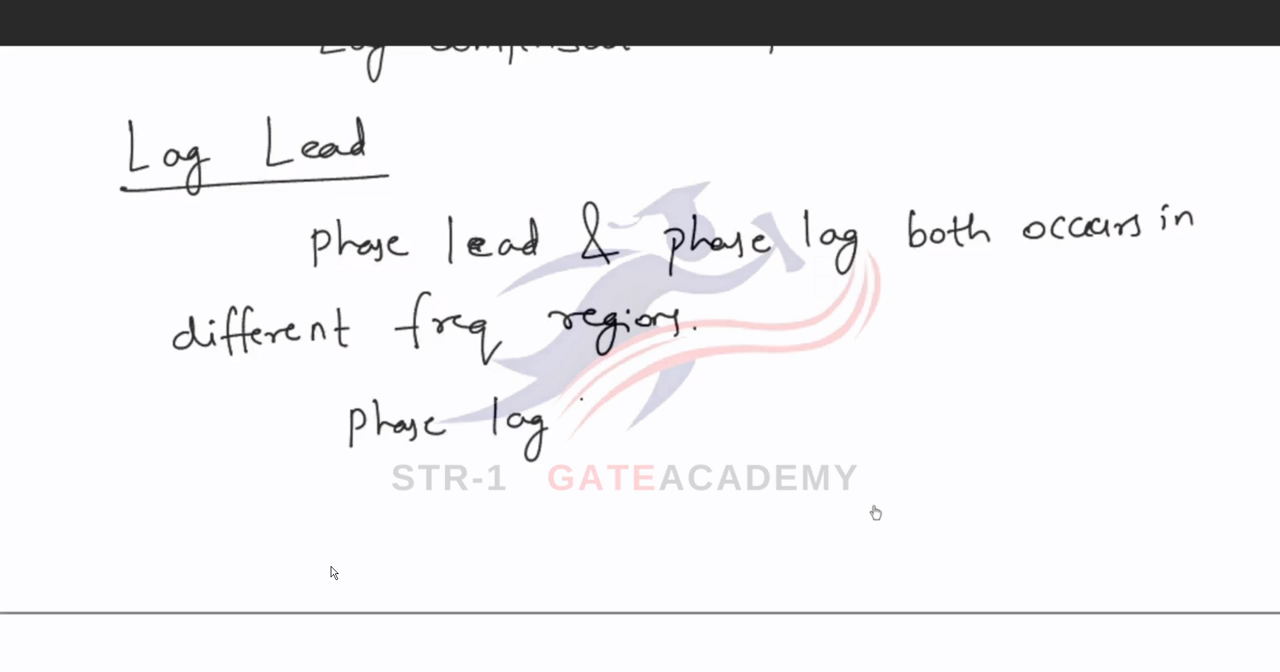 Lag Lead
phase lead & phase lag both occurs in
different freq regions.
phase lag
STR-1 GATEACADEMY